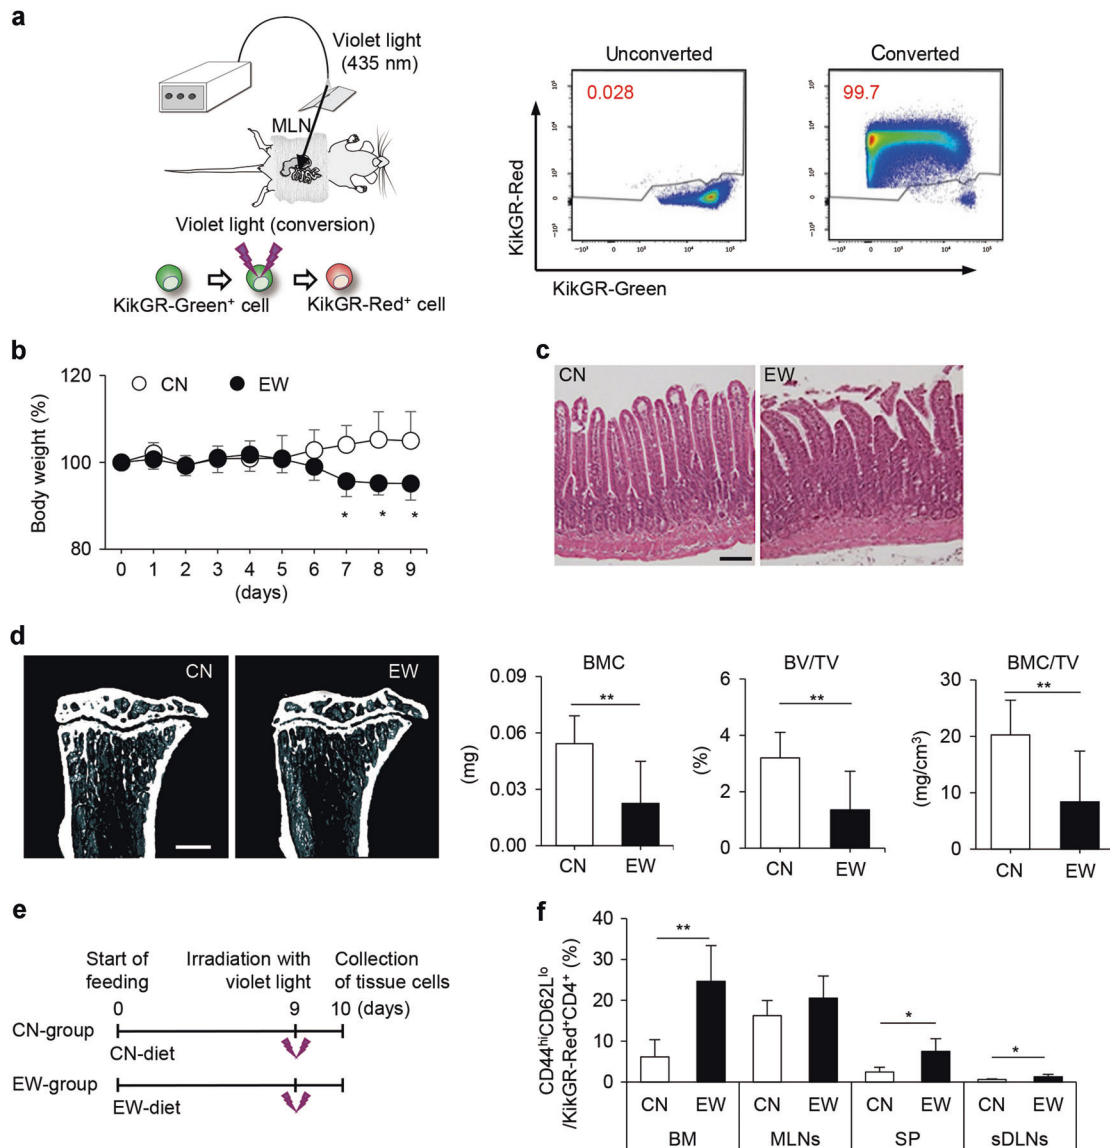 a
Violet light
(435 nm)
MLN
Violet light (conversion)
KikGR-Green⁺ cell
KikGR-Red⁺ cell
Unconverted
Converted
0.028
99.7
KikGR-Red
KikGR-Green
b
CN
EW
Body weight (%)
120
100
80
*
*
*
0 1 2 3 4 5 6 7 8 9
(days)
c
CN
EW
d
CN
EW
BMC
(mg)
0.09
0.06
0.03
0.00
**
CN EW
BV/TV
(%)
6
4
2
0
**
CN EW
BMC/TV
(mg/cm³)
30
20
10
0
**
CN EW
e
Start of
feeding
Irradiation with
violet light
Collection
of tissue cells
0
9
10 (days)
CN-group
CN-diet
EW-group
EW-diet
f
CD44ʰⁱCD62Lˡᵒ
/KikGR-Red⁺CD4⁺ (%)
40
30
20
10
0
**
*
*
CN EW CN EW CN EW CN EW
BM MLNs SP sDLNs